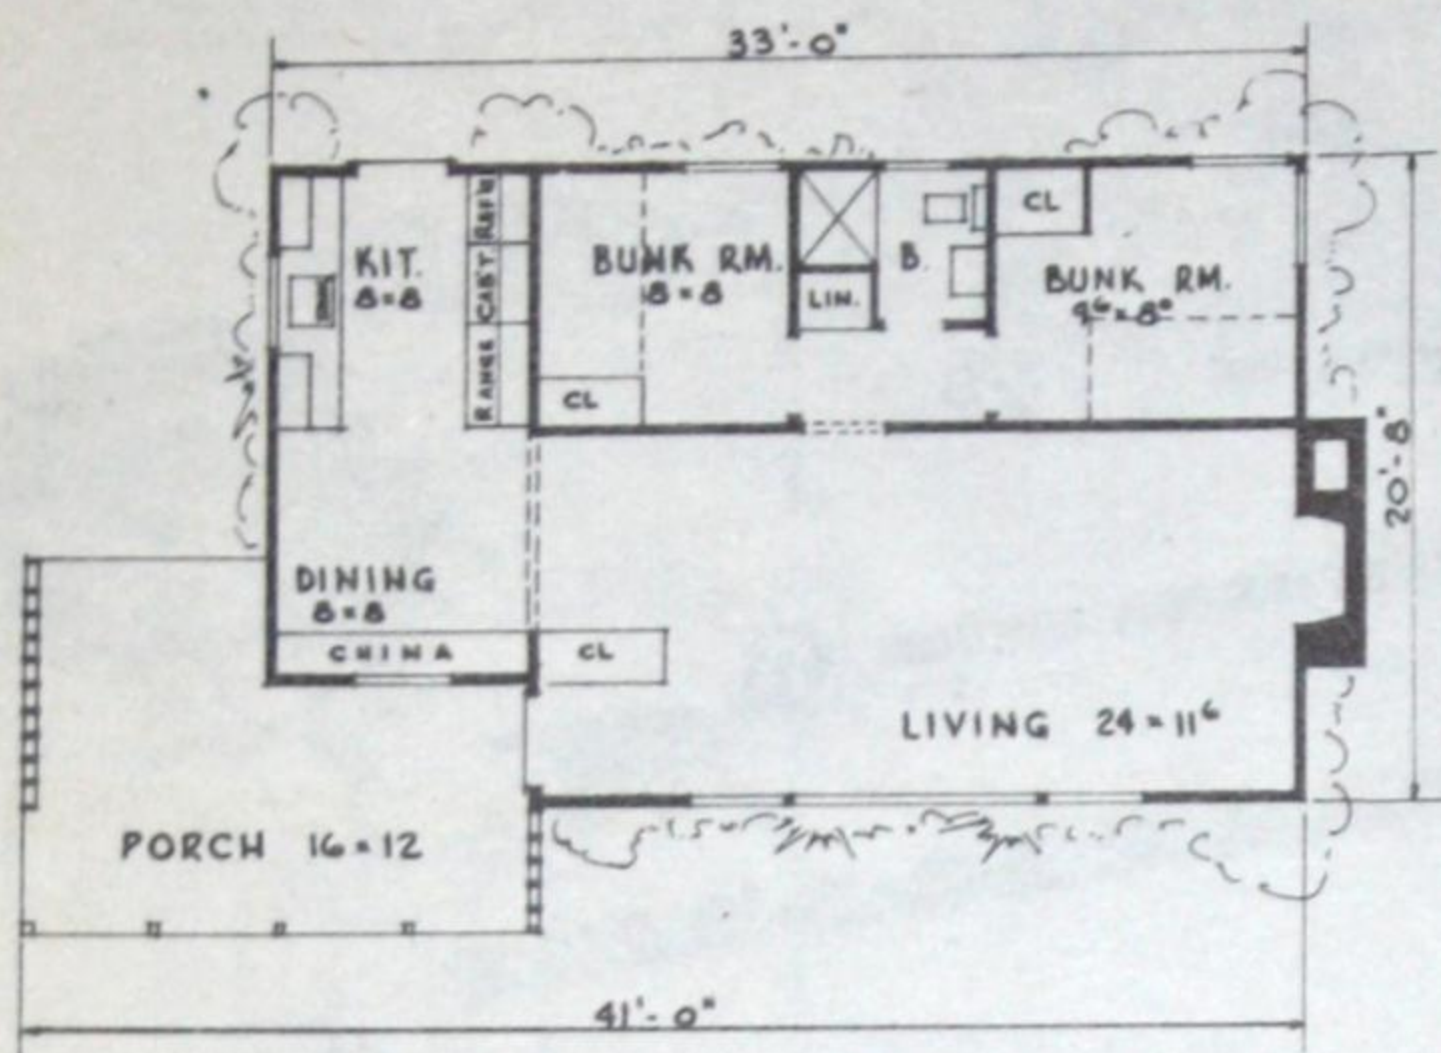 33'-0"
KIT.
8=8
REF'G
CAB'T
RANGE
BUNK RM.
8=8
CL
LIN.
B.
CL
BUNK RM.
9⁶=8⁰
20'-8"
DINING
8=8
CHINA
CL
LIVING 24=11⁶
PORCH 16=12
41'-0"